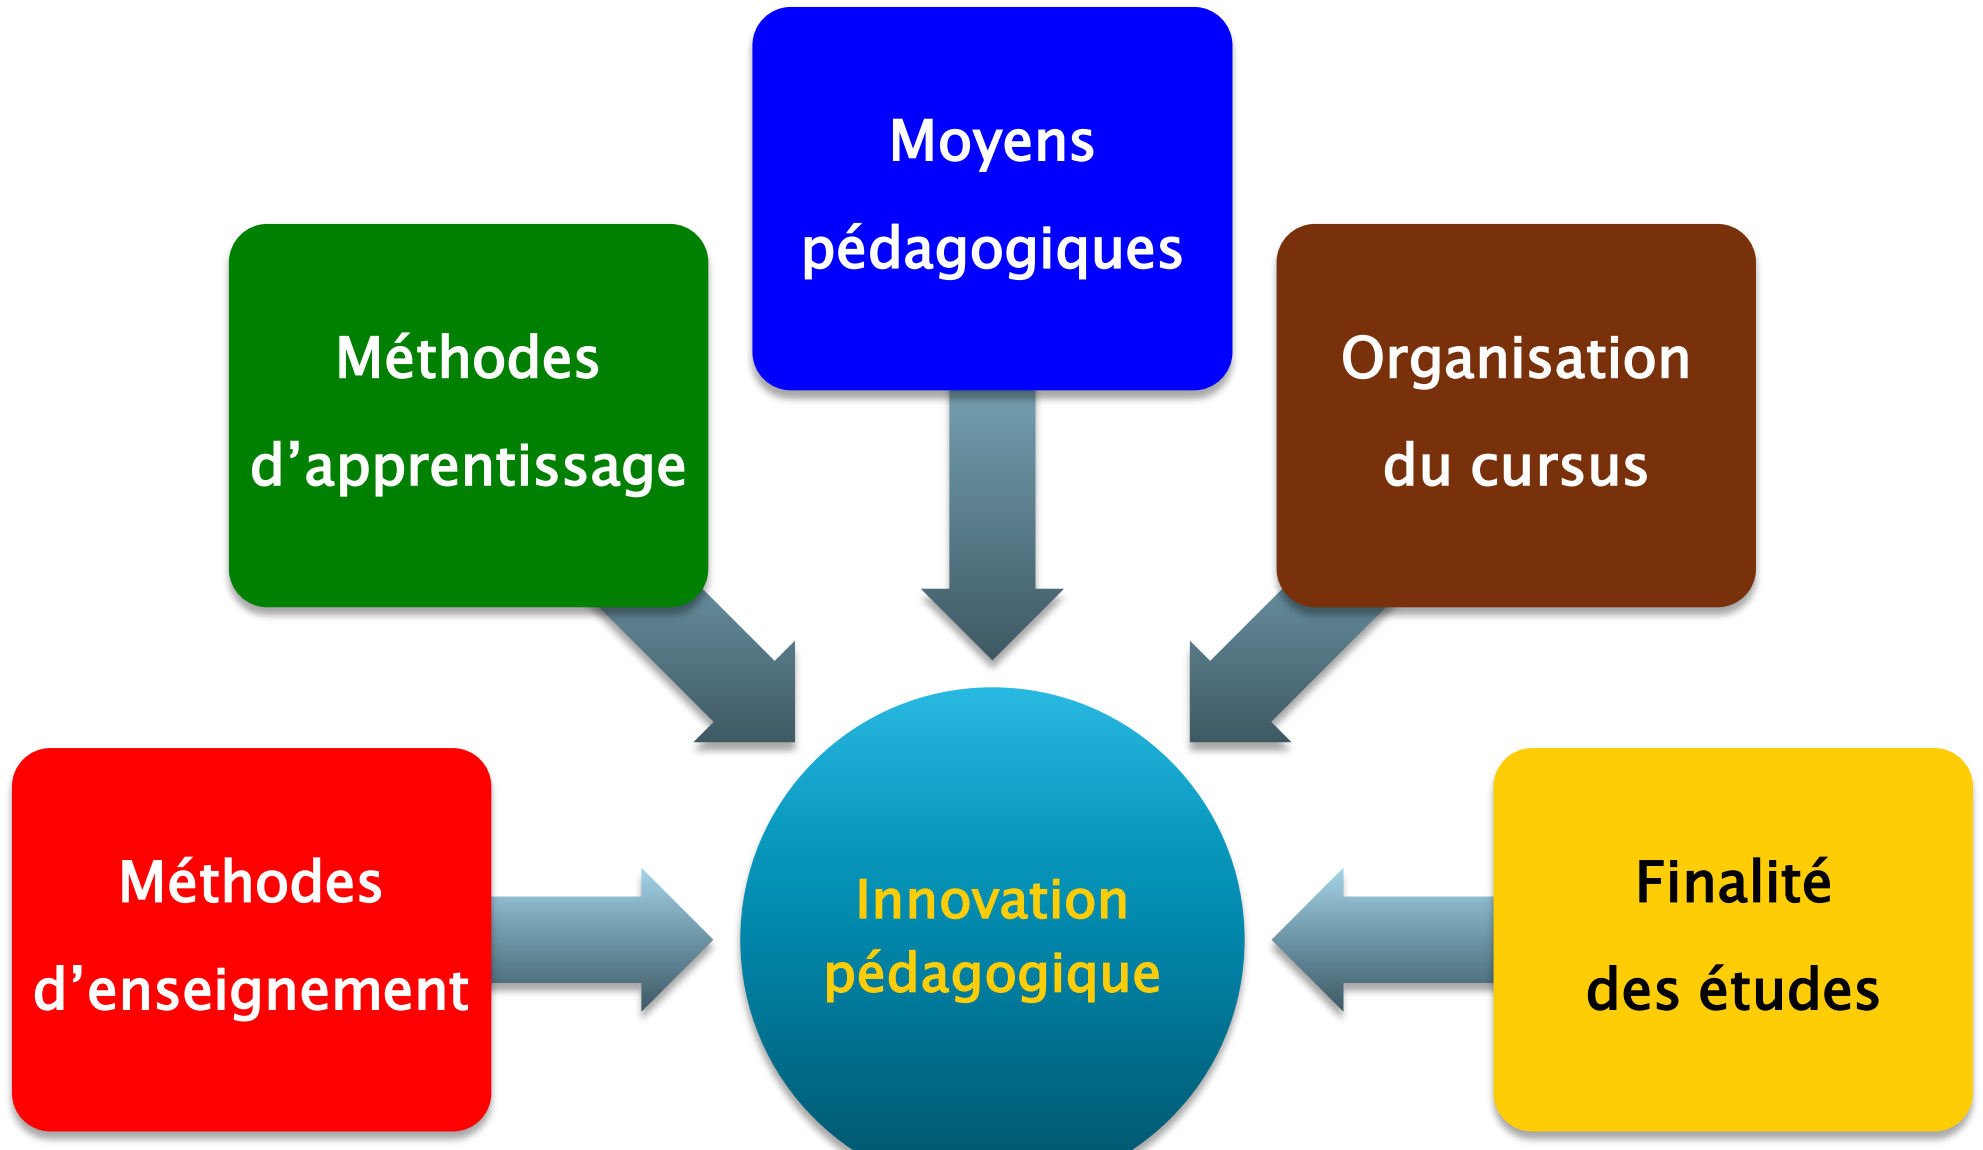 Moyens
pédagogiques
Méthodes
d’apprentissage
Organisation
du cursus
Méthodes
d’enseignement
Innovation
pédagogique
Finalité
des études